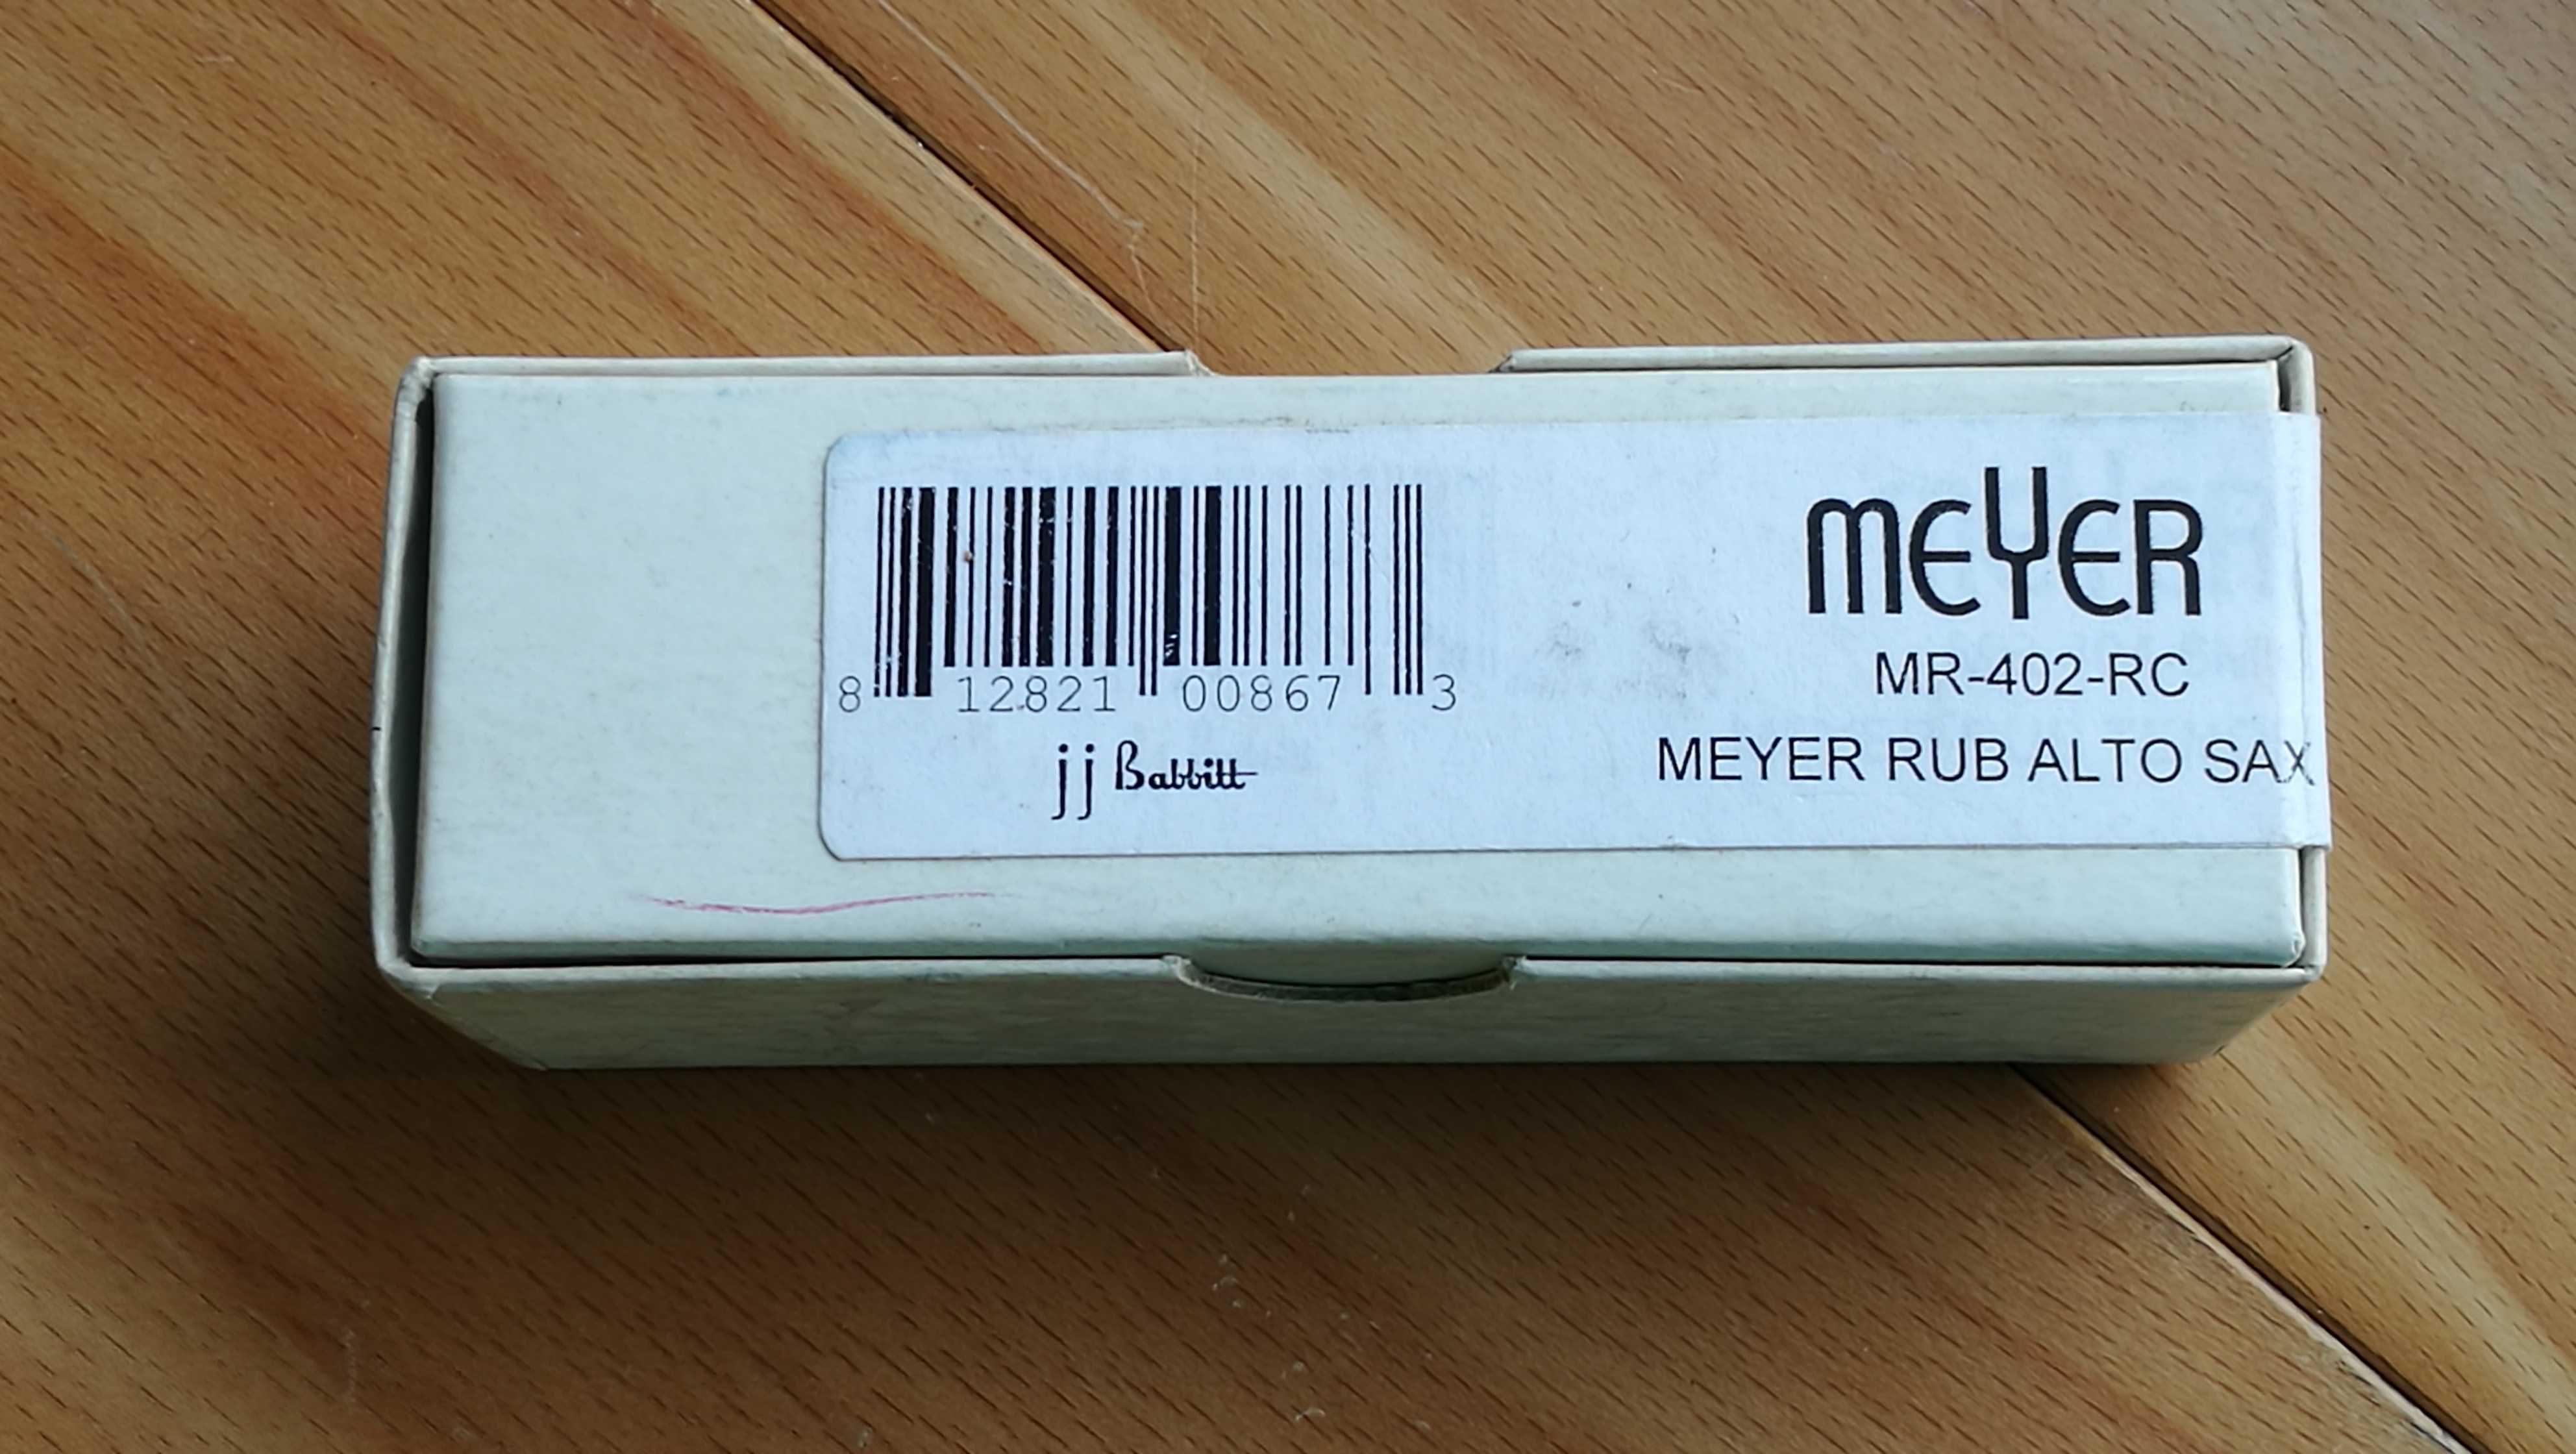 8 12821 00867 3
jj Babbitt
MEYER
MR-402-RC
MEYER RUB ALTO SAX